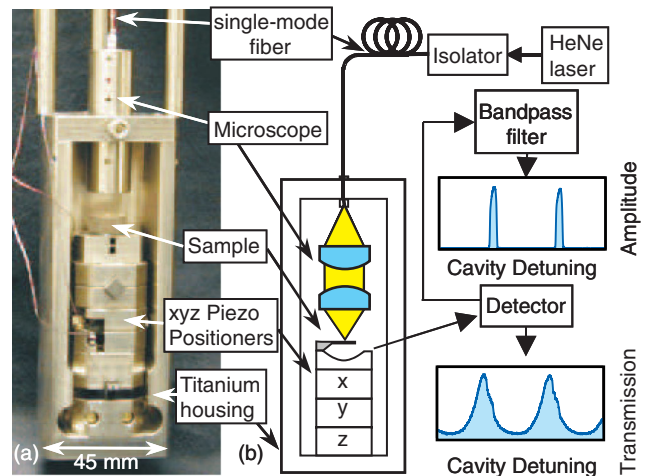 single-mode
fiber
Isolator
HeNe
laser
Microscope
Bandpass
filter
Amplitude
Cavity Detuning
Sample
Detector
xyz Piezo
Positioners
x
y
z
Titanium
housing
Transmission
(a)
45 mm
(b)
Cavity Detuning